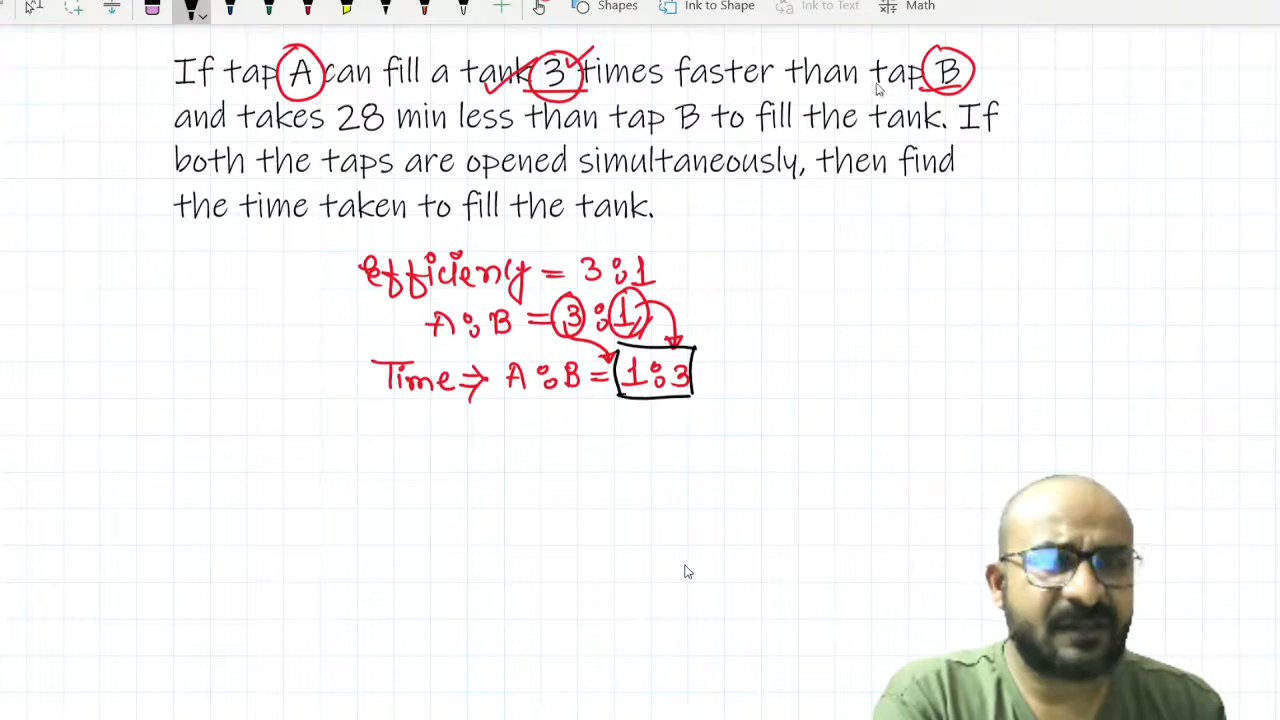 Shapes Ink to Shape Ink to Text Math
If tap A can fill a tank 3 times faster than tap B
and takes 28 min less than tap B to fill the tank. If
both the taps are opened simultaneously, then find
the time taken to fill the tank.
Efficiency = 3:1
A:B = 3:1
Time ⇒ A:B = 1:3